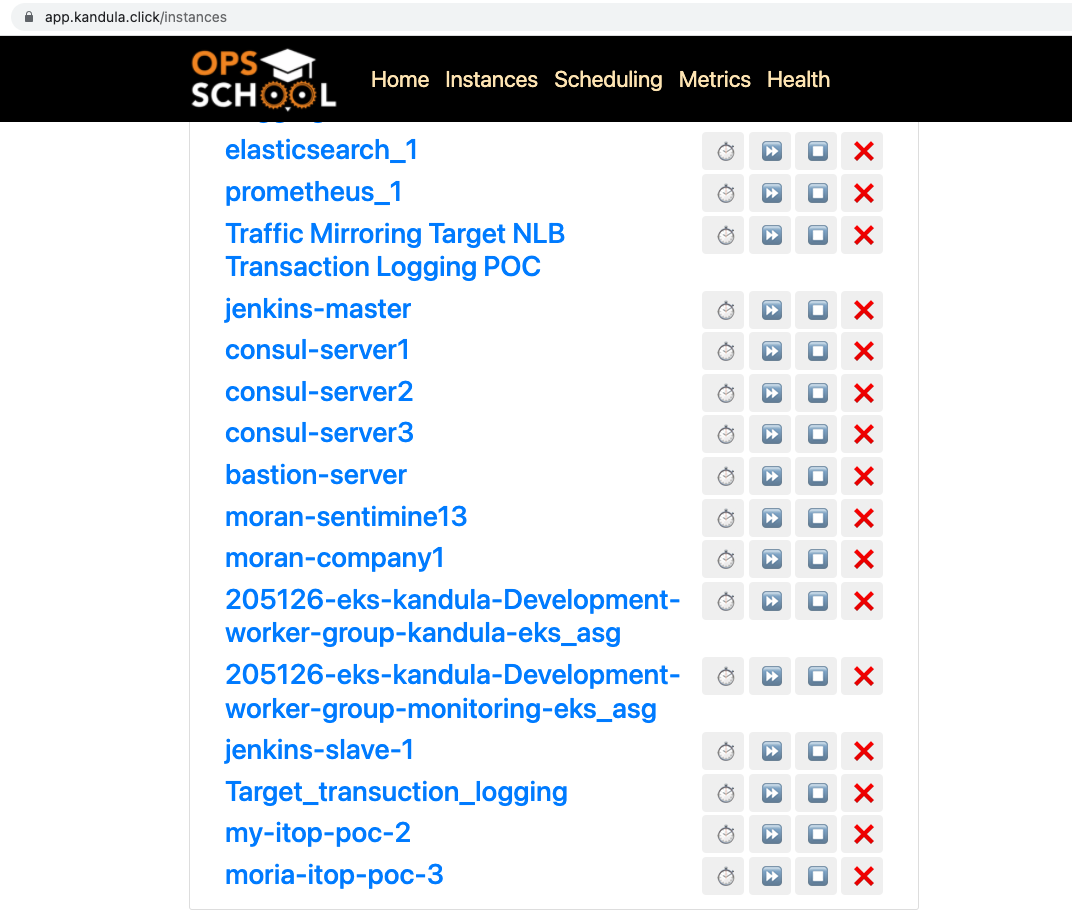 app.kandula.click/instances
OPS
SCHOOL
Home Instances Scheduling Metrics Health
elasticsearch_1
prometheus_1
Traffic Mirroring Target NLB
Transaction Logging POC
jenkins-master
consul-server1
consul-server2
consul-server3
bastion-server
moran-sentimine13
moran-company1
205126-eks-kandula-Development-
worker-group-kandula-eks_asg
205126-eks-kandula-Development-
worker-group-monitoring-eks_asg
jenkins-slave-1
Target_transuction_logging
my-itop-poc-2
moria-itop-poc-3